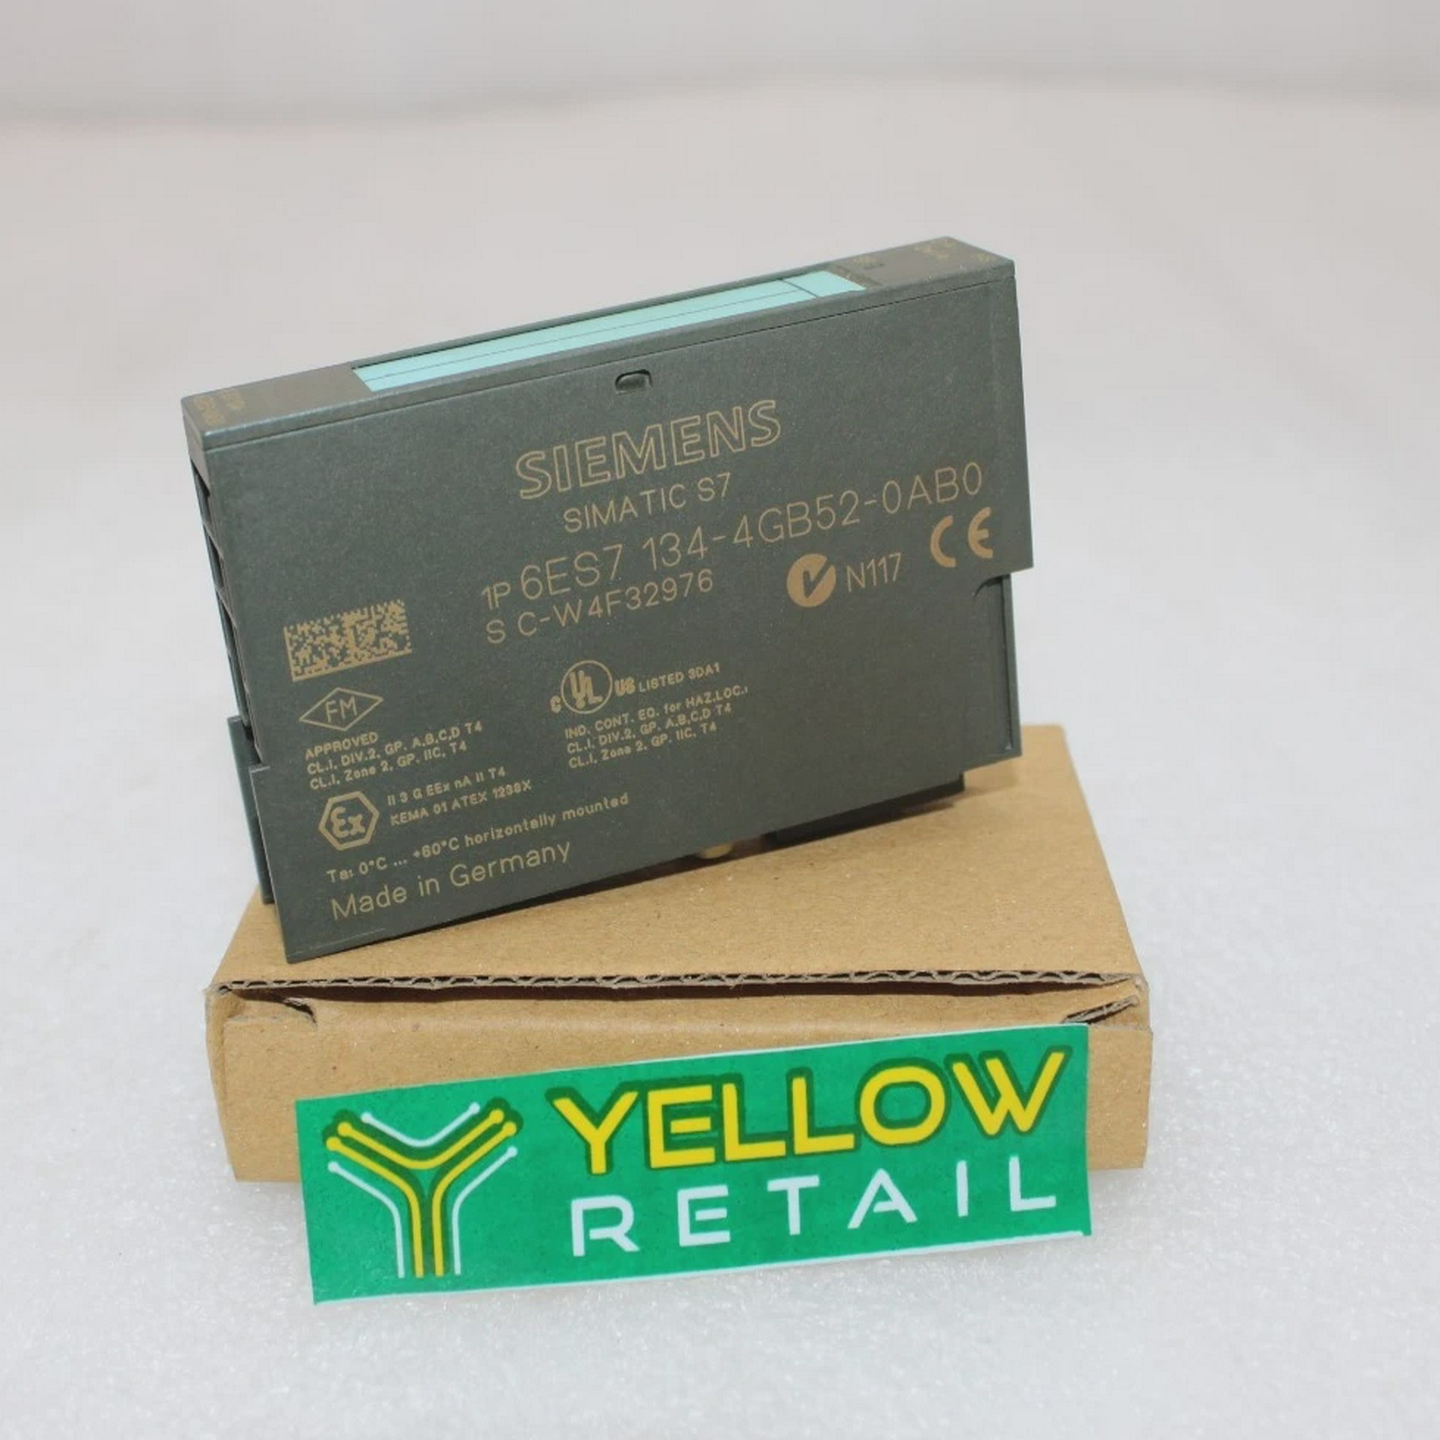 SIEMENS
SIMATIC S7
1P 6ES7 134-4GB52-0AB0
S C-W4F32976
N117 CE
FM
APPROVED
CL.I, DIV.2, GP. A,B,C,D T4
CL.I, Zone 2, GP. IIC, T4
C UL US LISTED 3DA1
IND. CONT. EQ. for HAZ.LOC.:
CL.I, DIV.2, GP. A,B,C,D T4
CL.I, Zone 2, GP. IIC, T4
Ex II 3 G EEx nA II T4
KEMA 01 ATEX 1238X
Ta: 0°C ... +60°C horizontally mounted
Made in Germany
YELLOW
RETAIL